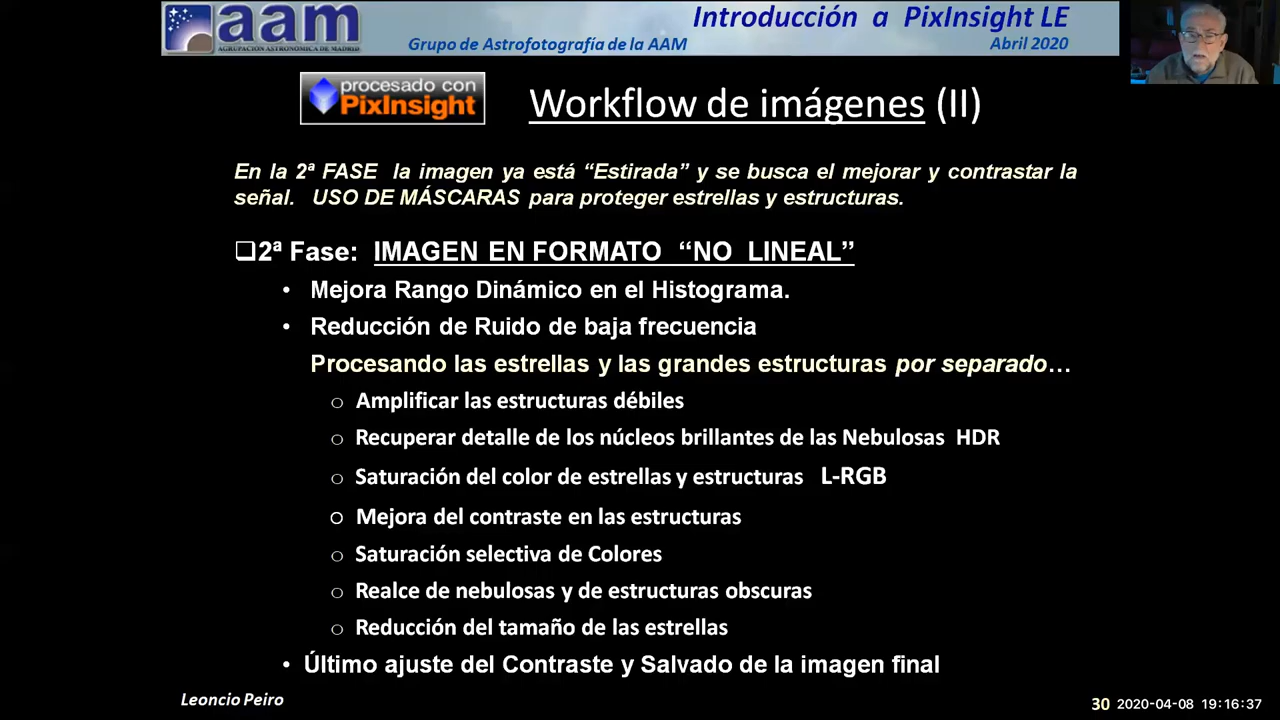 aam
AGRUPACIÓN ASTRONÓMICA DE MADRID
Introducción a PixInsight LE
Grupo de Astrofotografía de la AAM
Abril 2020
procesado con
PixInsight
Workflow de imágenes (II)
En la 2ª FASE la imagen ya está “Estirada” y se busca el mejorar y contrastar la
señal. USO DE MÁSCARAS para proteger estrellas y estructuras.
❑2ª Fase: IMAGEN EN FORMATO “NO LINEAL”
• Mejora Rango Dinámico en el Histograma.
• Reducción de Ruido de baja frecuencia
Procesando las estrellas y las grandes estructuras por separado…
o Amplificar las estructuras débiles
o Recuperar detalle de los núcleos brillantes de las Nebulosas HDR
o Saturación del color de estrellas y estructuras L-RGB
o Mejora del contraste en las estructuras
o Saturación selectiva de Colores
o Realce de nebulosas y de estructuras obscuras
o Reducción del tamaño de las estrellas
• Último ajuste del Contraste y Salvado de la imagen final
Leoncio Peiro
30 2020-04-08 19:16:37